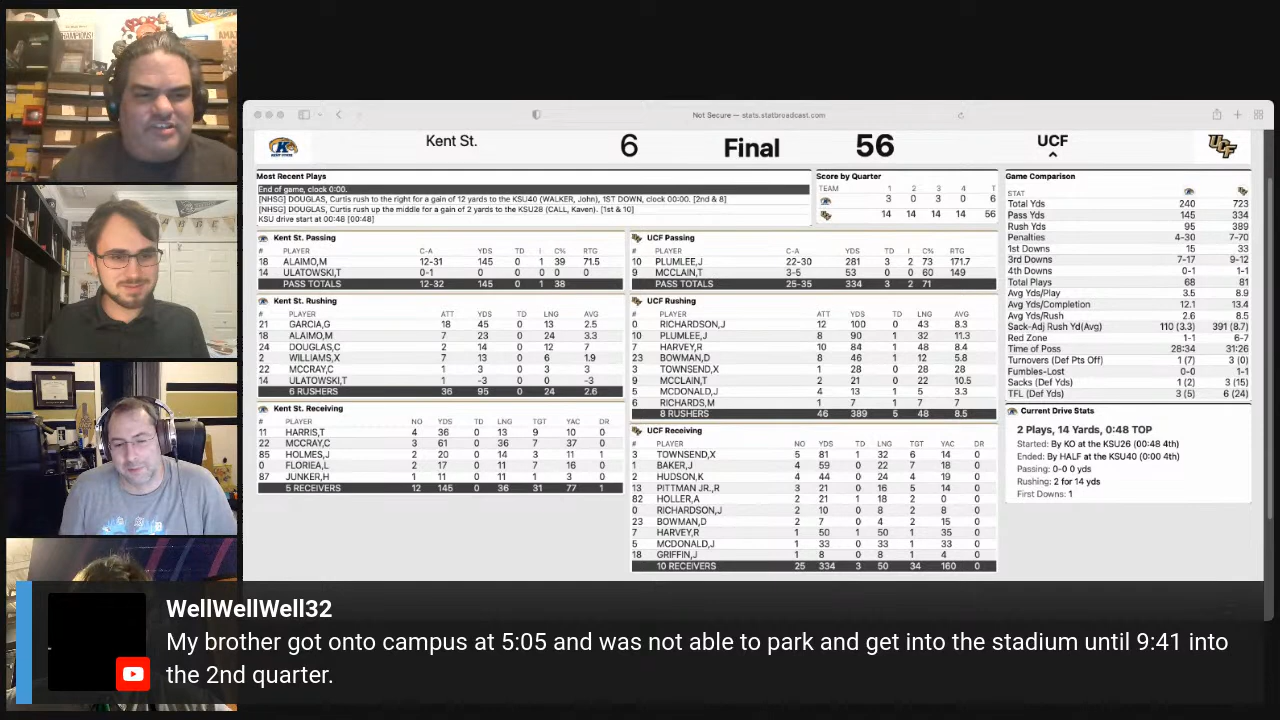 Not Secure — stats.statbroadcast.com
Kent St. 6 Final 56 UCF
KENT STATE
UCF
Most Recent Plays
End of game, clock 0:00.
[NHSG] DOUGLAS, Curtis rush to the right for a gain of 12 yards to the KSU40 (WALKER, John), 1ST DOWN, clock 00:00. [2nd & 8]
[NHSG] DOUGLAS, Curtis rush up the middle for a gain of 2 yards to the KSU28 (CALL, Kaven). [1st & 10]
KSU drive start at 00:48 [00:48]
Score by Quarter
TEAM 1 2 3 4 T
3 0 3 0 6
14 14 14 14 56
Kent St. Passing
# PLAYER C-A YDS TD I C% RTG
18 ALAIMO,M 12-31 145 0 1 39 71.5
14 ULATOWSKI,T 0-1 0 0 0 0 0
PASS TOTALS 12-32 145 0 1 38
Kent St. Rushing
# PLAYER ATT YDS TD LNG AVG
21 GARCIA,G 18 45 0 13 2.5
18 ALAIMO,M 7 23 0 24 3.3
24 DOUGLAS,C 2 14 0 12 7
2 WILLIAMS,X 7 13 0 6 1.9
22 MCCRAY,C 1 3 0 3 3
14 ULATOWSKI,T 1 -3 0 0 -3
6 RUSHERS 36 95 0 24 2.6
Kent St. Receiving
# PLAYER NO YDS TD LNG TGT YAC DR
11 HARRIS,T 4 36 0 13 9 10 0
22 MCCRAY,C 3 61 0 36 7 37 0
85 HOLMES,J 2 20 0 14 3 11 1
0 FLORIEA,L 2 17 0 11 7 16 0
87 JUNKER,H 1 11 0 11 1 3 0
5 RECEIVERS 12 145 0 36 31 77 1
UCF Passing
# PLAYER C-A YDS TD I C% RTG
10 PLUMLEE,J 22-30 281 3 2 73 171.7
9 MCCLAIN,T 3-5 53 0 0 60 149
PASS TOTALS 25-35 334 3 2 71
UCF Rushing
# PLAYER ATT YDS TD LNG AVG
0 RICHARDSON,J 12 100 0 43 8.3
10 PLUMLEE,J 8 90 1 32 11.3
7 HARVEY,R 10 84 1 48 8.4
23 BOWMAN,D 8 46 1 12 5.8
3 TOWNSEND,X 1 28 0 28 28
9 MCCLAIN,T 2 21 0 22 10.5
5 MCDONALD,J 4 13 1 5 3.3
6 RICHARDS,M 1 7 1 7 7
8 RUSHERS 46 389 5 48 8.5
UCF Receiving
# PLAYER NO YDS TD LNG TGT YAC DR
3 TOWNSEND,X 5 81 1 32 6 14 0
1 BAKER,J 4 59 0 22 7 18 0
2 HUDSON,K 4 44 0 24 4 19 0
13 PITTMAN JR.,R 3 21 0 16 5 14 0
82 HOLLER,A 2 21 1 18 2 0 0
0 RICHARDSON,J 2 10 0 8 2 8 0
23 BOWMAN,D 2 7 0 4 2 15 0
7 HARVEY,R 1 50 1 50 1 35 0
5 MCDONALD,J 1 33 0 33 1 33 0
18 GRIFFIN,J 1 8 0 8 1 4 0
10 RECEIVERS 25 334 3 50 34 160 0
Game Comparison
STAT
Total Yds 240 723
Pass Yds 145 334
Rush Yds 95 389
Penalties 4-30 7-70
1st Downs 15 33
3rd Downs 7-17 9-12
4th Downs 0-1 1-1
Total Plays 68 81
Avg Yds/Play 3.5 8.9
Avg Yds/Completion 12.1 13.4
Avg Yds/Rush 2.6 8.5
Sack-Adj Rush Yd(Avg) 110 (3.3) 391 (8.7)
Red Zone 1-1 6-7
Time of Poss 28:34 31:26
Turnovers (Def Pts Off) 1 (7) 3 (0)
Fumbles-Lost 0-0 1-1
Sacks (Def Yds) 1 (2) 3 (15)
TFL (Def Yds) 3 (5) 6 (24)
Current Drive Stats
2 Plays, 14 Yards, 0:48 TOP
Started: By KO at the KSU26 (00:48 4th)
Ended: By HALF at the KSU40 (0:00 4th)
Passing: 0-0 0 yds
Rushing: 2 for 14 yds
First Downs: 1
WellWellWell32
My brother got onto campus at 5:05 and was not able to park and get into the stadium until 9:41 into
the 2nd quarter.